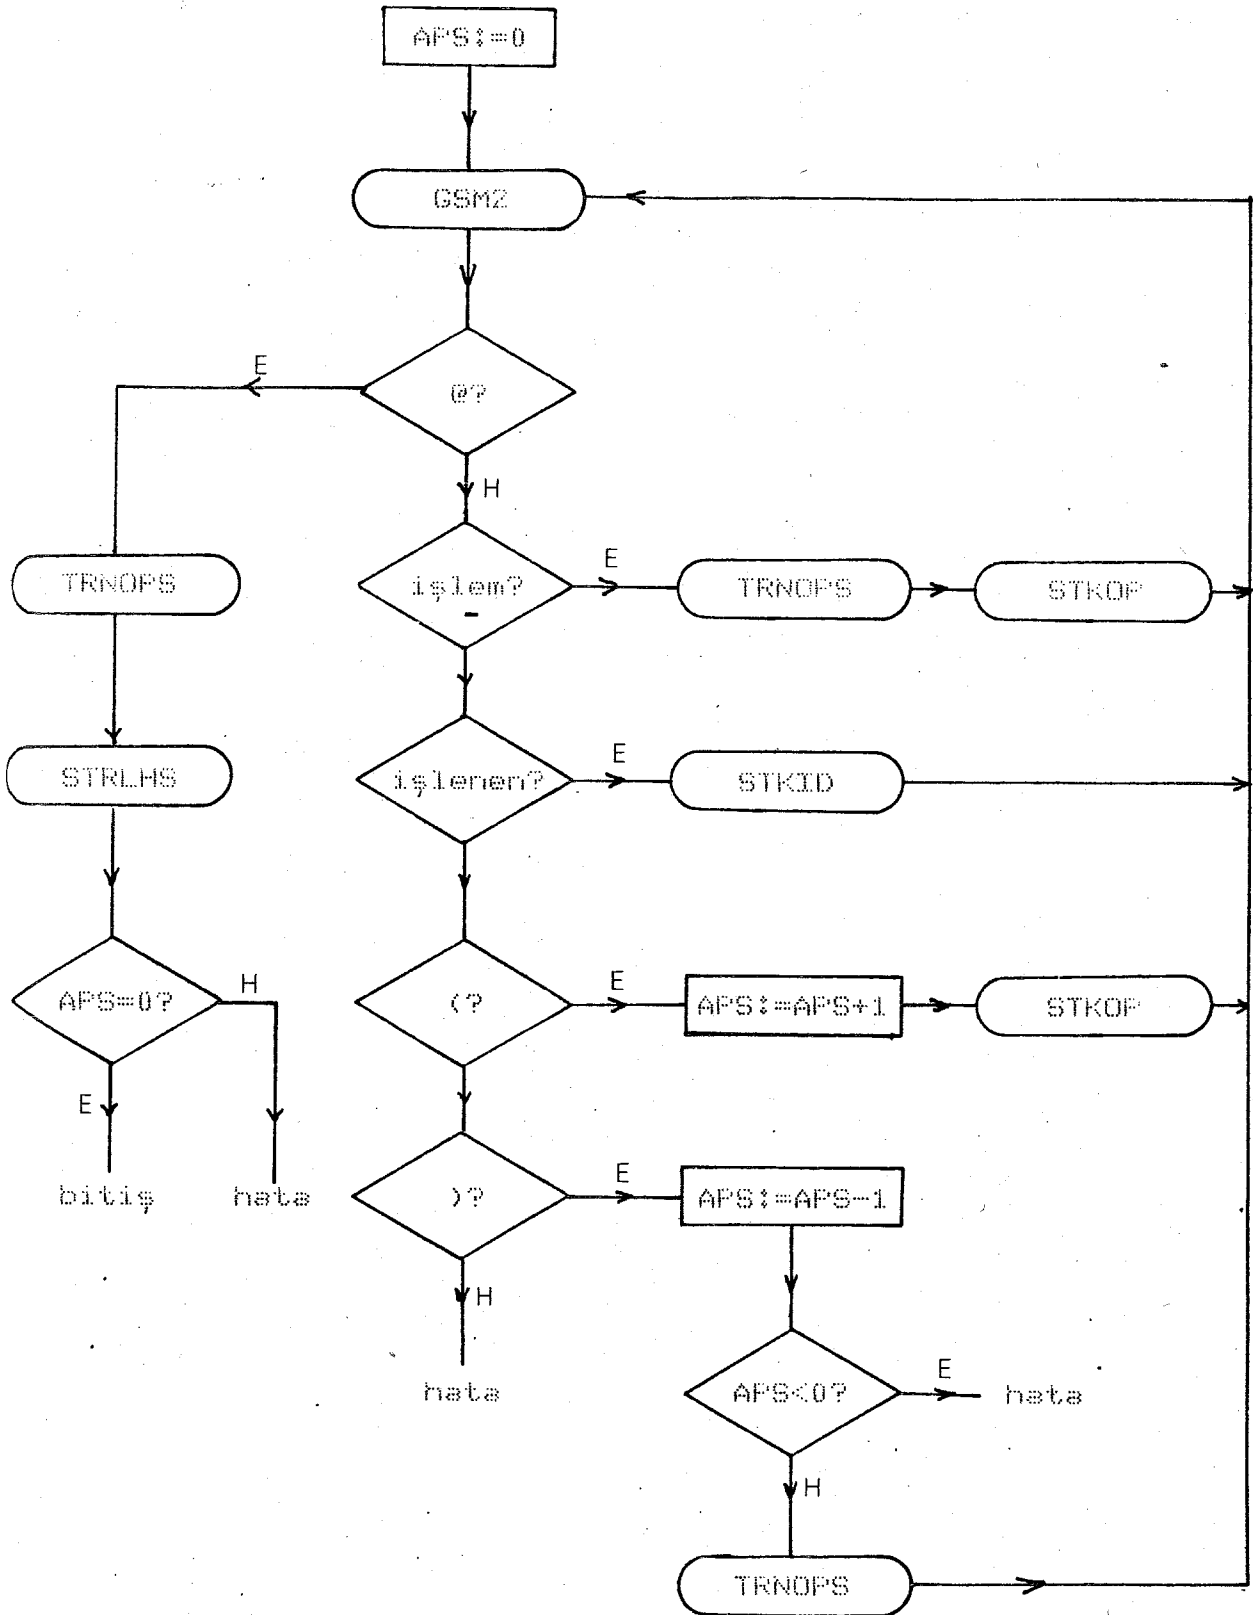 APS:=0
GSM2
E
@?
H
TRNOPS
işlem?
E
TRNOPS
STKOP
STRLHS
işlenen?
E
STKID
APS=0?
H
(?
E
APS:=APS+1
STKOP
E
bitiş
hata
)?
E
APS:=APS-1
H
hata
APS<0?
E
hata
H
TRNOPS